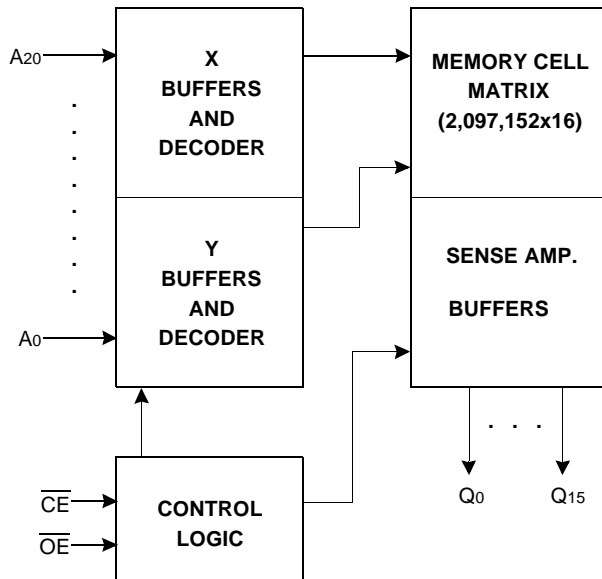 A20
X
BUFFERS
AND
DECODER
MEMORY CELL
MATRIX
(2,097,152x16)
A0
Y
BUFFERS
AND
DECODER
SENSE AMP.
BUFFERS
CE
OE
CONTROL
LOGIC
Q0
Q15